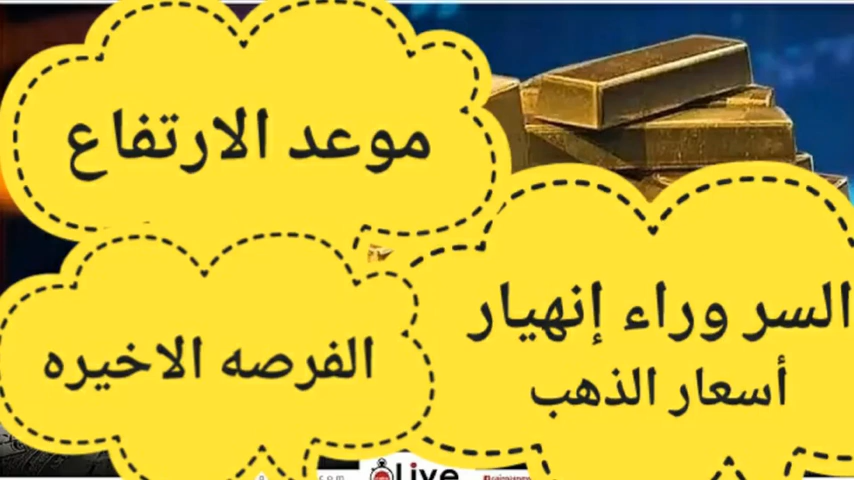 موعد الارتفاع
السر وراء إنهيار
أسعار الذهب
الفرصه الاخيره
Live